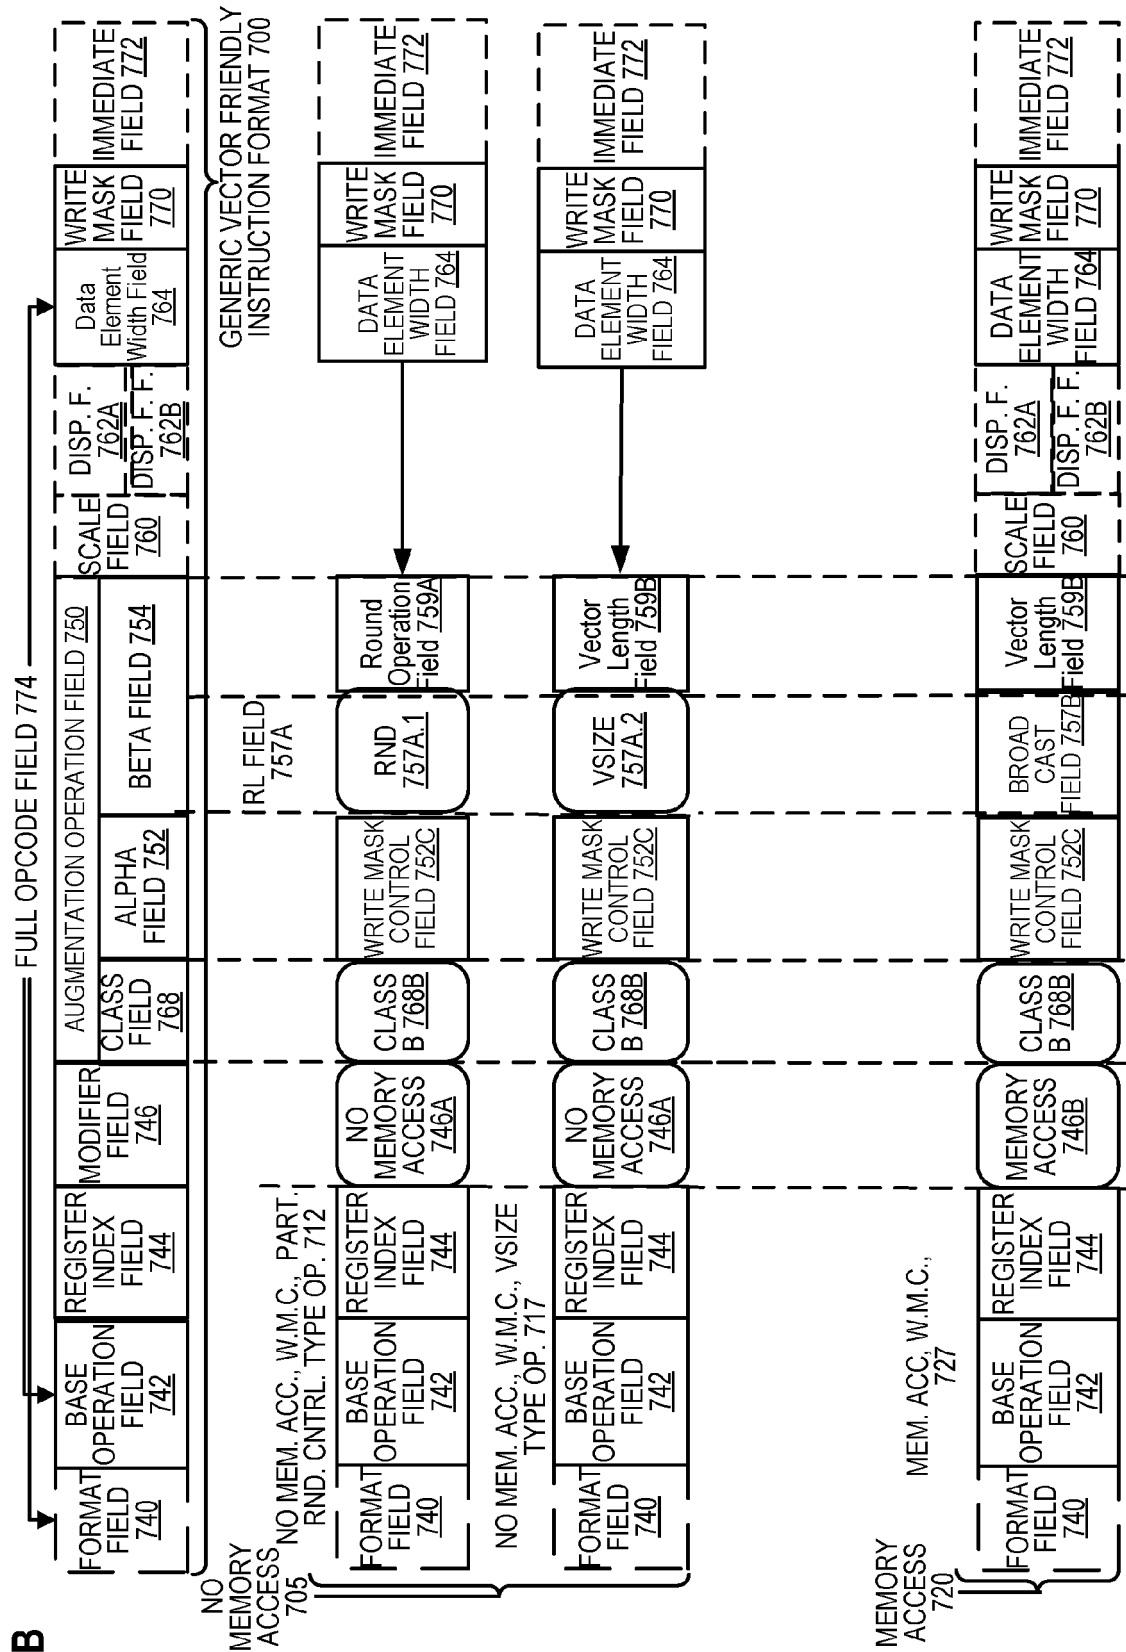 B
FULL OPCODE FIELD 774
FORMAT
FIELD
740
BASE
OPERATION
FIELD
742
REGISTER
INDEX
FIELD
744
MODIFIER
FIELD
746
AUGMENTATION OPERATION FIELD 750
CLASS
FIELD
768
ALPHA
FIELD 752
BETA FIELD 754
SCALE
FIELD
760
DISP. F.
762A
DISP. F. F.
762B
Data
Element
Width Field
764
WRITE
MASK
FIELD
770
IMMEDIATE
FIELD 772
GENERIC VECTOR FRIENDLY
INSTRUCTION FORMAT 700
NO
MEMORY
ACCESS
705
NO MEM. ACC., W.M.C., PART.
RND. CNTRL. TYPE OP. 712
RL FIELD
757A
FORMAT
FIELD
740
BASE
OPERATION
FIELD
742
REGISTER
INDEX
FIELD
744
NO
MEMORY
ACCESS
746A
CLASS
B 768B
WRITE MASK
CONTROL
FIELD 752C
RND
757A.1
Round
Operation
Field 759A
DATA
ELEMENT
WIDTH
FIELD 764
WRITE
MASK
FIELD
770
IMMEDIATE
FIELD 772
NO MEM. ACC., W.M.C., VSIZE
TYPE OP. 717
FORMAT
FIELD
740
BASE
OPERATION
FIELD
742
REGISTER
INDEX
FIELD
744
NO
MEMORY
ACCESS
746A
CLASS
B 768B
WRITE MASK
CONTROL
FIELD 752C
VSIZE
757A.2
Vector
Length
Field 759B
DATA
ELEMENT
WIDTH
FIELD 764
WRITE
MASK
FIELD
770
IMMEDIATE
FIELD 772
MEMORY
ACCESS
720
MEM. ACC, W.M.C.,
727
FORMAT
FIELD
740
BASE
OPERATION
FIELD
742
REGISTER
INDEX
FIELD
744
MEMORY
ACCESS
746B
CLASS
B 768B
WRITE MASK
CONTROL
FIELD 752C
BROAD
CAST
FIELD 757B
Vector
Length
Field 759B
SCALE
FIELD
760
DISP. F.
762A
DISP. F. F.
762B
DATA
ELEMENT
WIDTH
FIELD 764
WRITE
MASK
FIELD
770
IMMEDIATE
FIELD 772